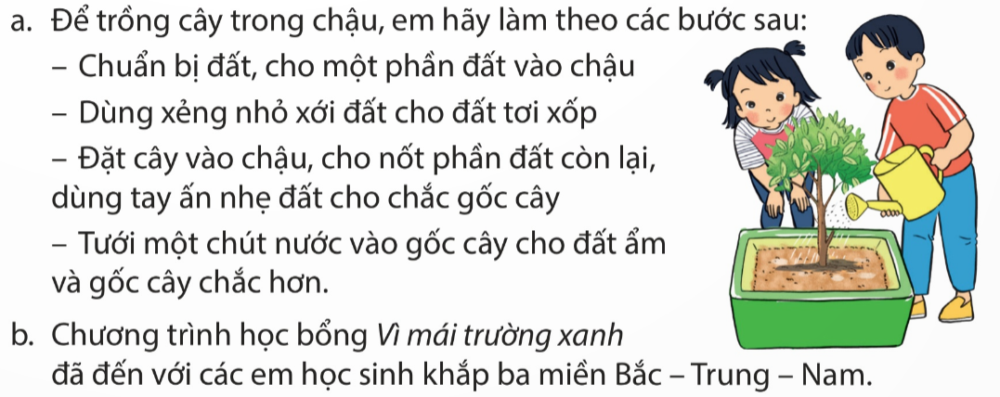 a. Để trồng cây trong chậu, em hãy làm theo các bước sau:
– Chuẩn bị đất, cho một phần đất vào chậu
– Dùng xẻng nhỏ xới đất cho đất tơi xốp
– Đặt cây vào chậu, cho nốt phần đất còn lại,
dùng tay ấn nhẹ đất cho chắc gốc cây
– Tưới một chút nước vào gốc cây cho đất ẩm
và gốc cây chắc hơn.
b. Chương trình học bổng Vì mái trường xanh
đã đến với các em học sinh khắp ba miền Bắc – Trung – Nam.